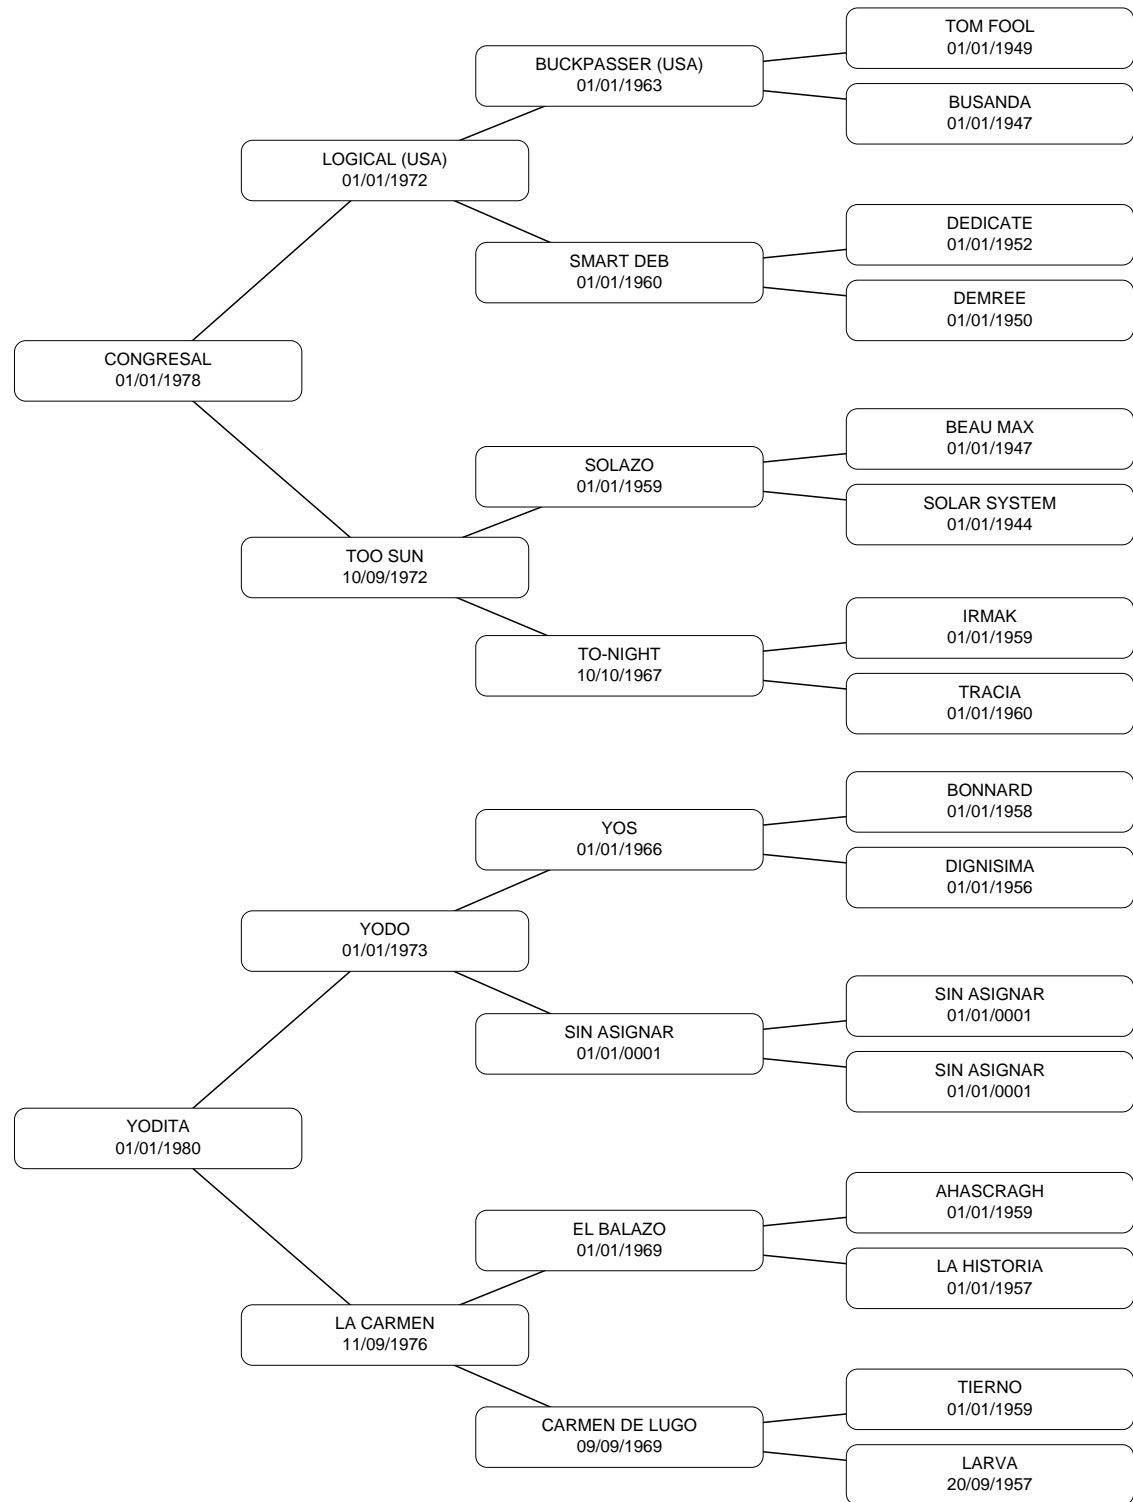 TOM FOOL
01/01/1949
BUCKPASSER (USA)
01/01/1963
BUSANDA
01/01/1947
LOGICAL (USA)
01/01/1972
DEDICATE
01/01/1952
SMART DEB
01/01/1960
DEMREE
01/01/1950
CONGRESAL
01/01/1978
BEAU MAX
01/01/1947
SOLAZO
01/01/1959
SOLAR SYSTEM
01/01/1944
TOO SUN
10/09/1972
IRMAK
01/01/1959
TO-NIGHT
10/10/1967
TRACIA
01/01/1960
BONNARD
01/01/1958
YOS
01/01/1966
DIGNISIMA
01/01/1956
YODO
01/01/1973
SIN ASIGNAR
01/01/0001
SIN ASIGNAR
01/01/0001
SIN ASIGNAR
01/01/0001
YODITA
01/01/1980
AHASCRAGH
01/01/1959
EL BALAZO
01/01/1969
LA HISTORIA
01/01/1957
LA CARMEN
11/09/1976
TIERNO
01/01/1959
CARMEN DE LUGO
09/09/1969
LARVA
20/09/1957